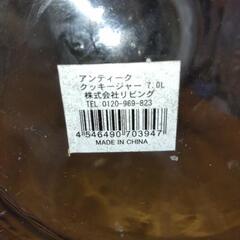 アンティーク
クッキージャー 7.0L
株式会社リビング
TEL 0120-969-823
4 546490 703947
MADE IN CHINA